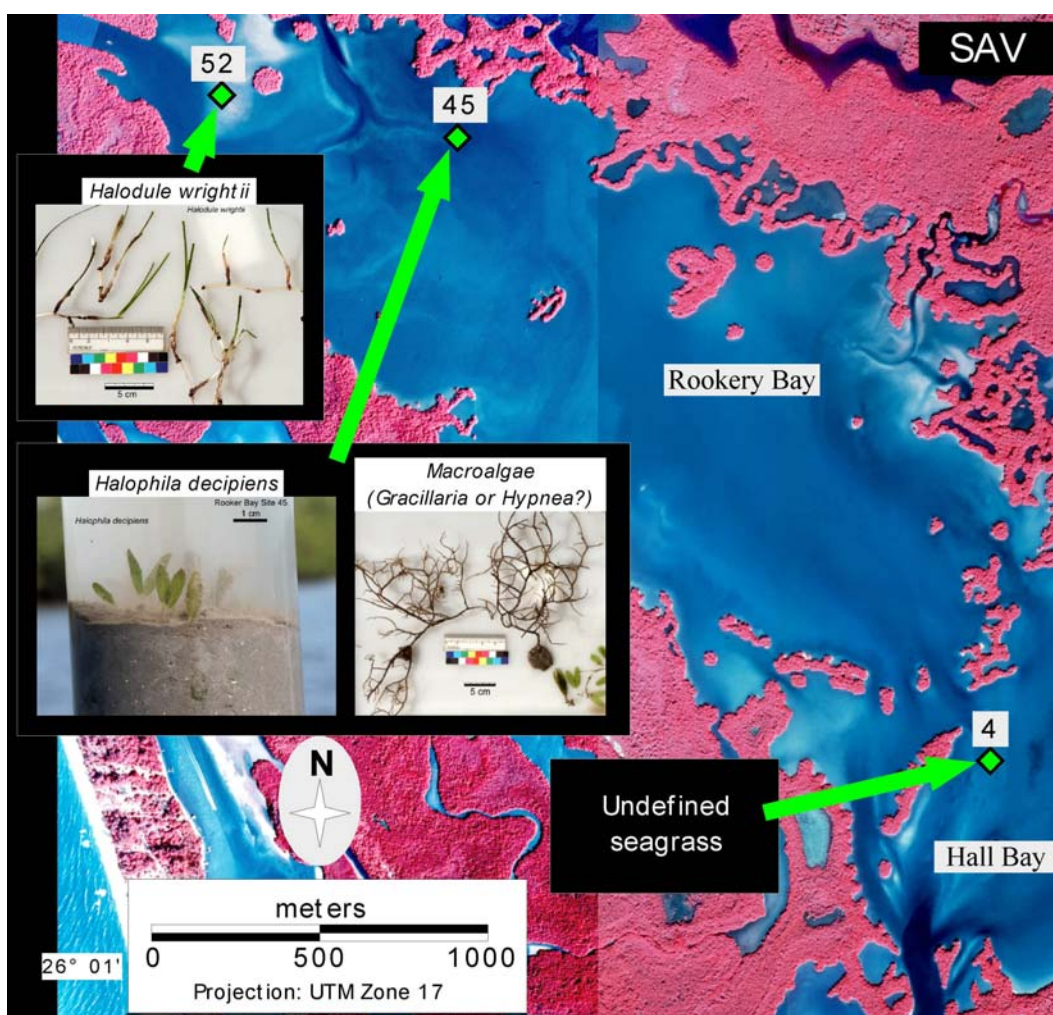 SAV
52
45
Halodule wrightii
Halodule wrightii
5 cm
Rookery Bay
Halophila decipiens
Rooker Bay Site 45
1 cm
Halophila decipiens
Macroalgae
(Gracillaria or Hypnea?)
5 cm
4
N
Undefined
seagrass
Hall Bay
meters
0 500 1000
Projection: UTM Zone 17
26° 01'